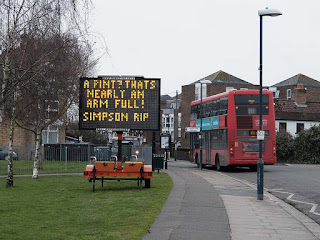 A PINT? THATS
NEARLY AN
ARM FULL!
SIMPSON RIP